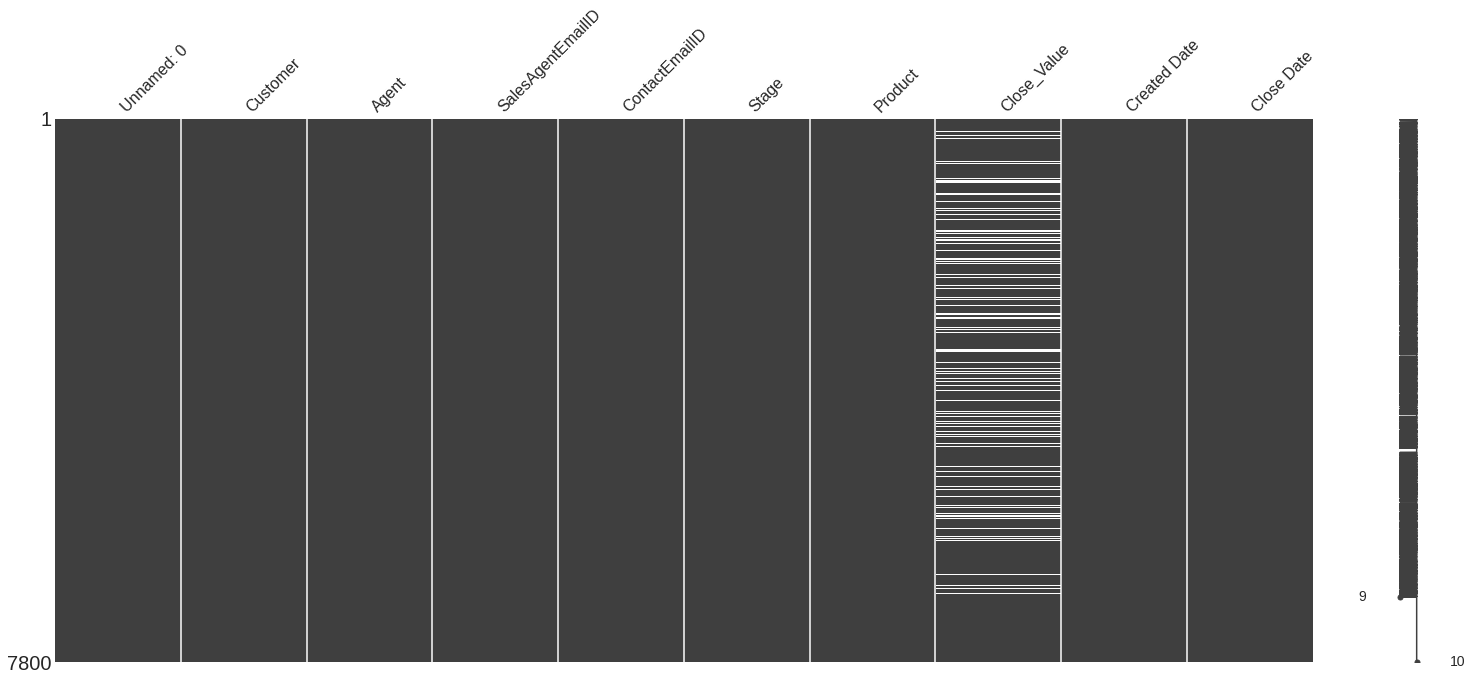 Unnamed: 0
Customer
Agent
SalesAgentEmailID
ContactEmailID
Stage
Product
Close_Value
Created Date
Close Date
1
9
7800
10